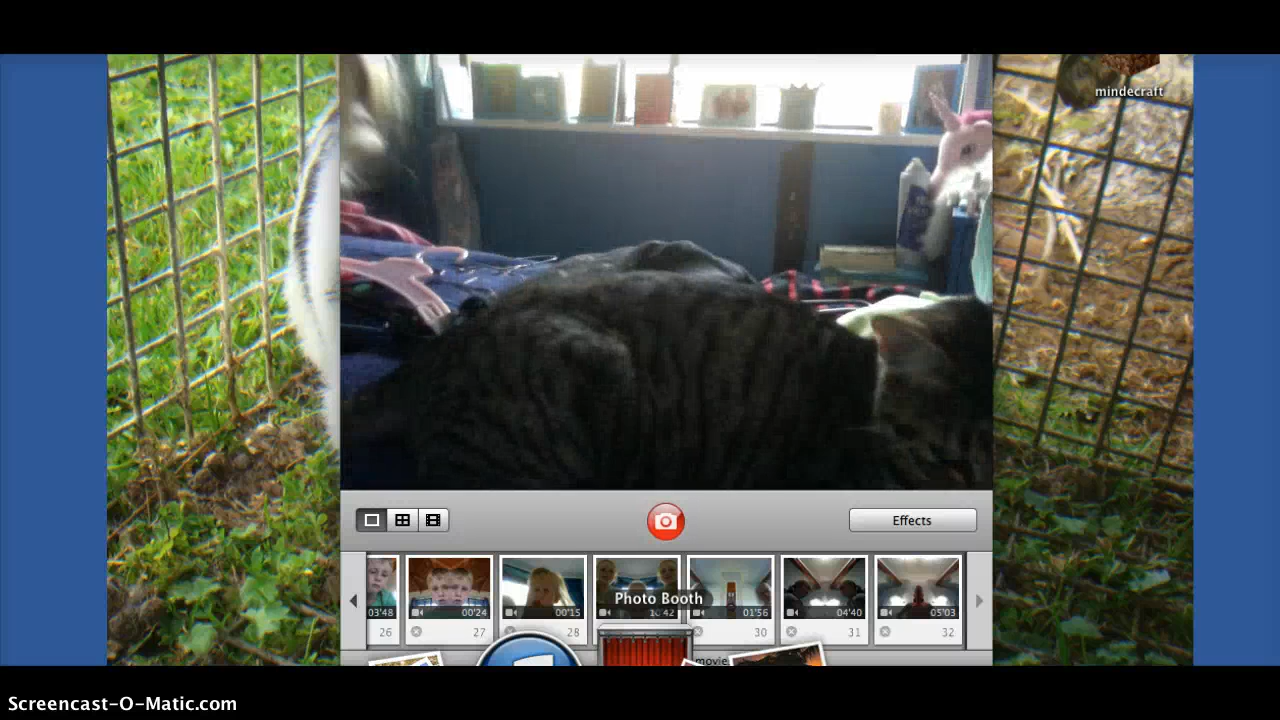 mindecraft
Effects
03'48
00'24
00'15
01'56
04'40
05'03
Photo Booth
26
27
28
30
31
32
movie
Screencast-O-Matic.com